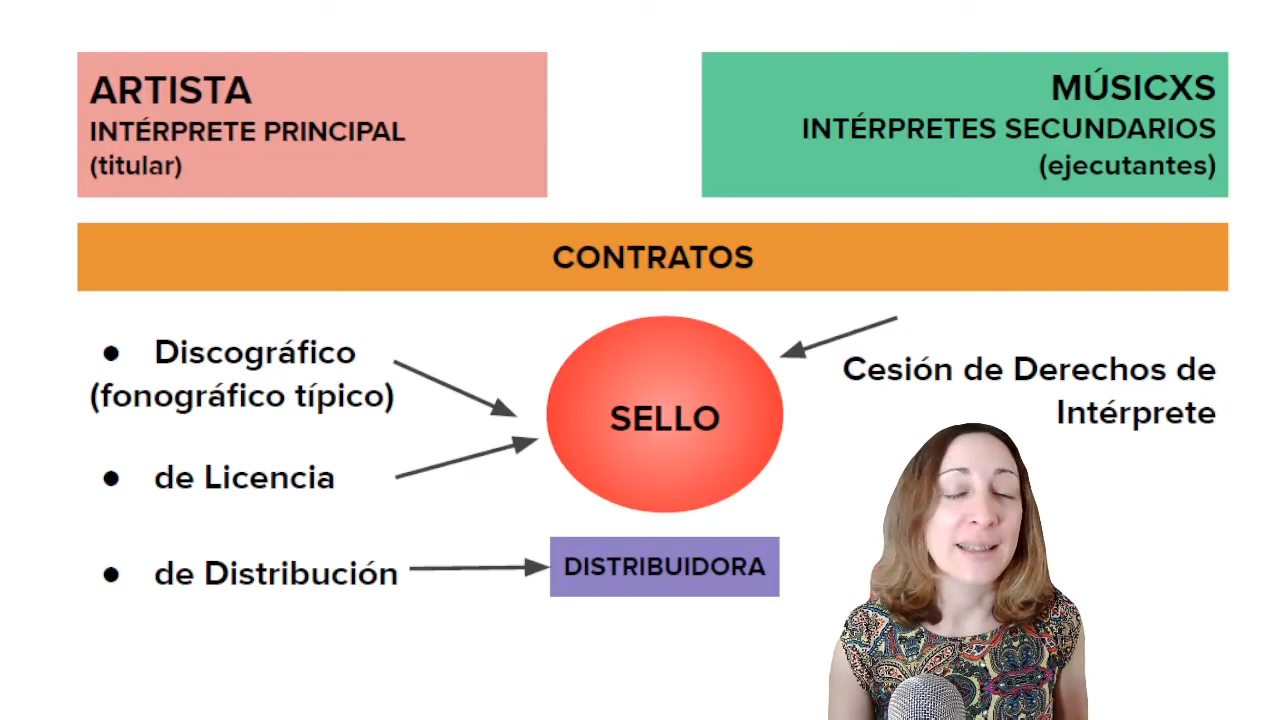 ARTISTA
INTÉRPRETE PRINCIPAL
(titular)
MÚSICXS
INTÉRPRETES SECUNDARIOS
(ejecutantes)
CONTRATOS
● Discográfico
(fonográfico típico)
● de Licencia
● de Distribución
SELLO
DISTRIBUIDORA
Cesión de Derechos de
Intérprete